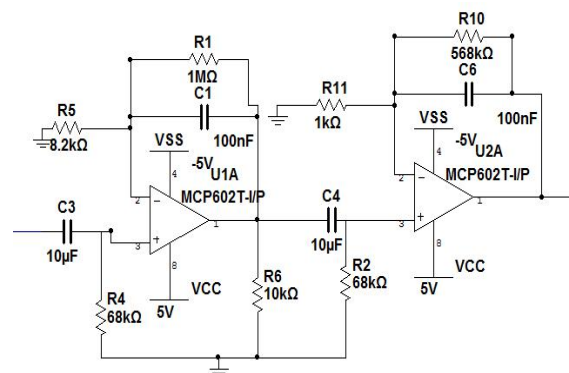 R1
1MΩ
C1
100nF
R5
8.2kΩ
VSS
-5V
4
U1A
MCP602T-I/P
2
3
1
8
C3
10µF
R4
68kΩ
VCC
5V
R6
10kΩ
C4
10µF
R2
68kΩ
R10
568kΩ
C6
100nF
R11
1kΩ
VSS
-5V
4
U2A
MCP602T-I/P
2
3
1
8
VCC
5V